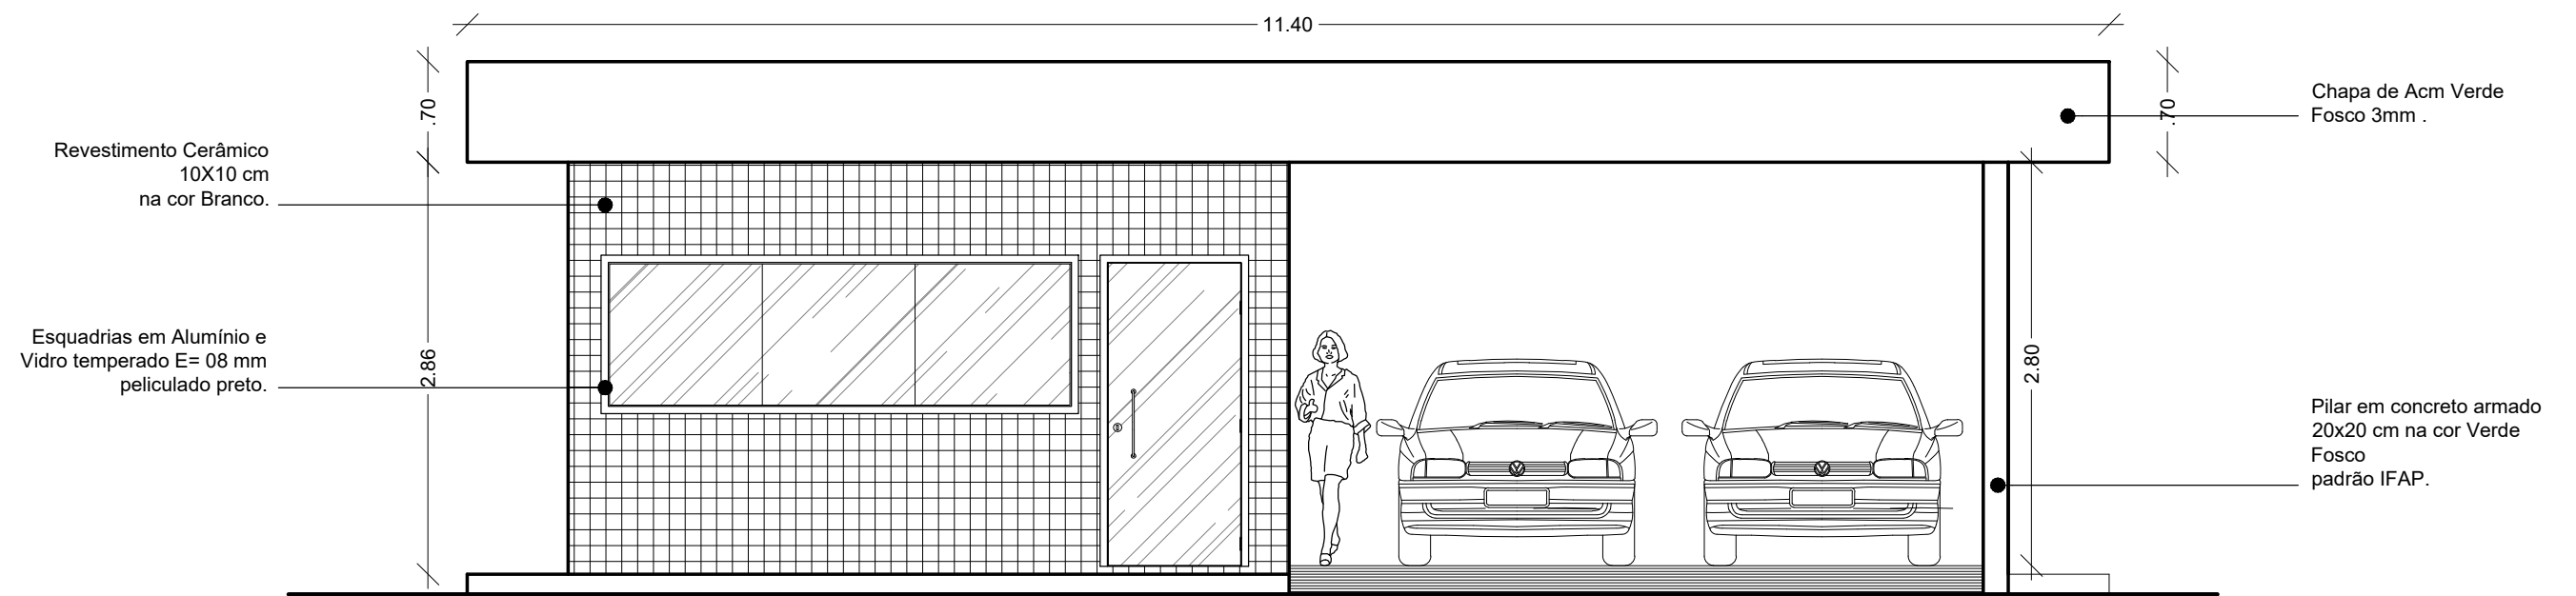 11.40
.70
.70
Chapa de Acm Verde
Fosco 3mm .
Revestimento Cerâmico
10X10 cm
na cor Branco.
Esquadrias em Alumínio e
Vidro temperado E= 08 mm
peliculado preto.
2.86
2.80
Pilar em concreto armado
20x20 cm na cor Verde
Fosco
padrão IFAP.